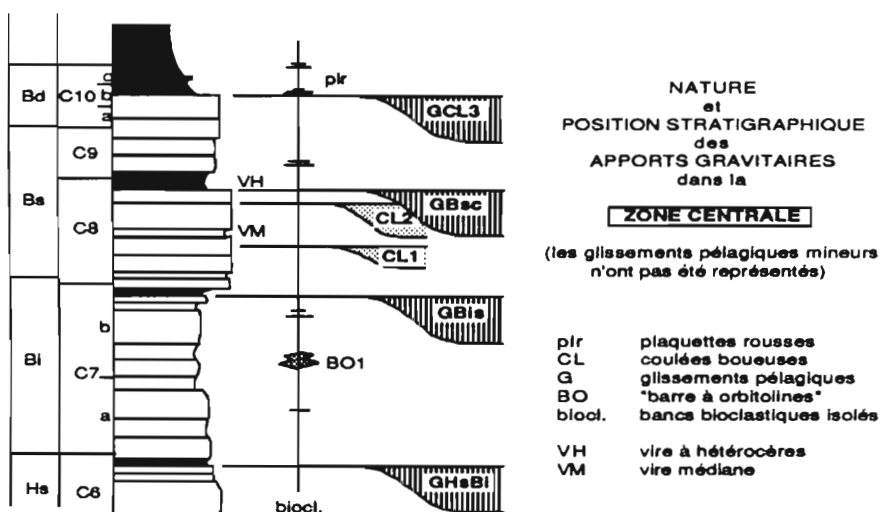 c
plr
Bd
C10
b
GCL3
a
C9
VH
Bs
GBsc
CL2
C8
VM
CL1
GBis
b
Bi
C7
BO1
a
Hs
C6
GHsBi
biocl.
NATURE
et
POSITION STRATIGRAPHIQUE
des
APPORTS GRAVITAIRES
dans la
ZONE CENTRALE
(les glissements pélagiques mineurs
n'ont pas été représentés)
plr plaquettes rousses
CL coulées boueuses
G glissements pélagiques
BO "barre à orbitolines"
biocl. bancs bioclastiques isolés
VH vire à hétérocères
VM vire médiane